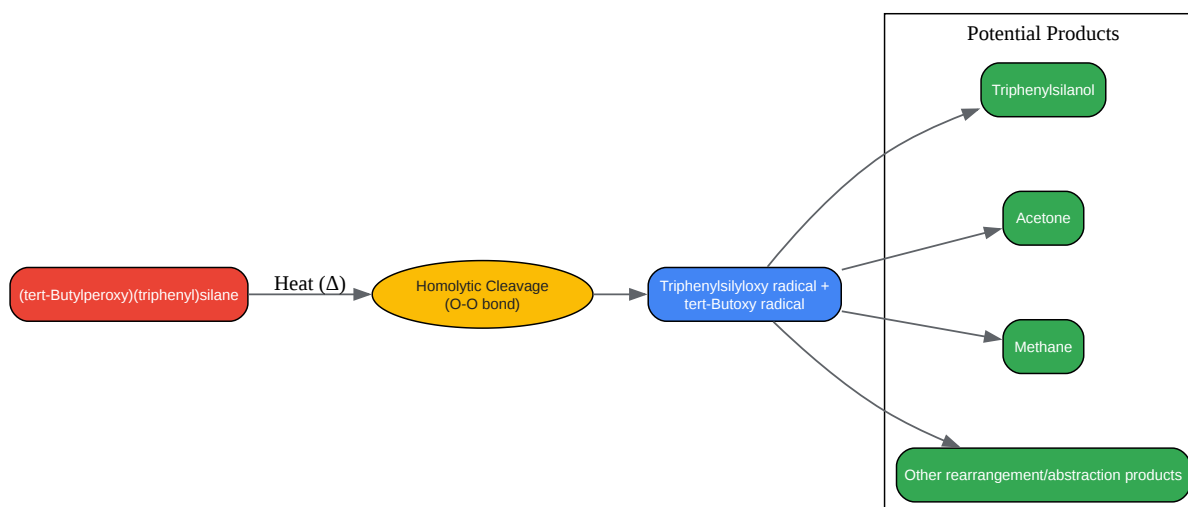 Potential Products
Triphenylsilanol
Acetone
(tert-Butylperoxy)(triphenyl)silane
Heat (Δ)
Homolytic Cleavage
(O-O bond)
Triphenylsilyloxy radical +
tert-Butoxy radical
Methane
Other rearrangement/abstraction products